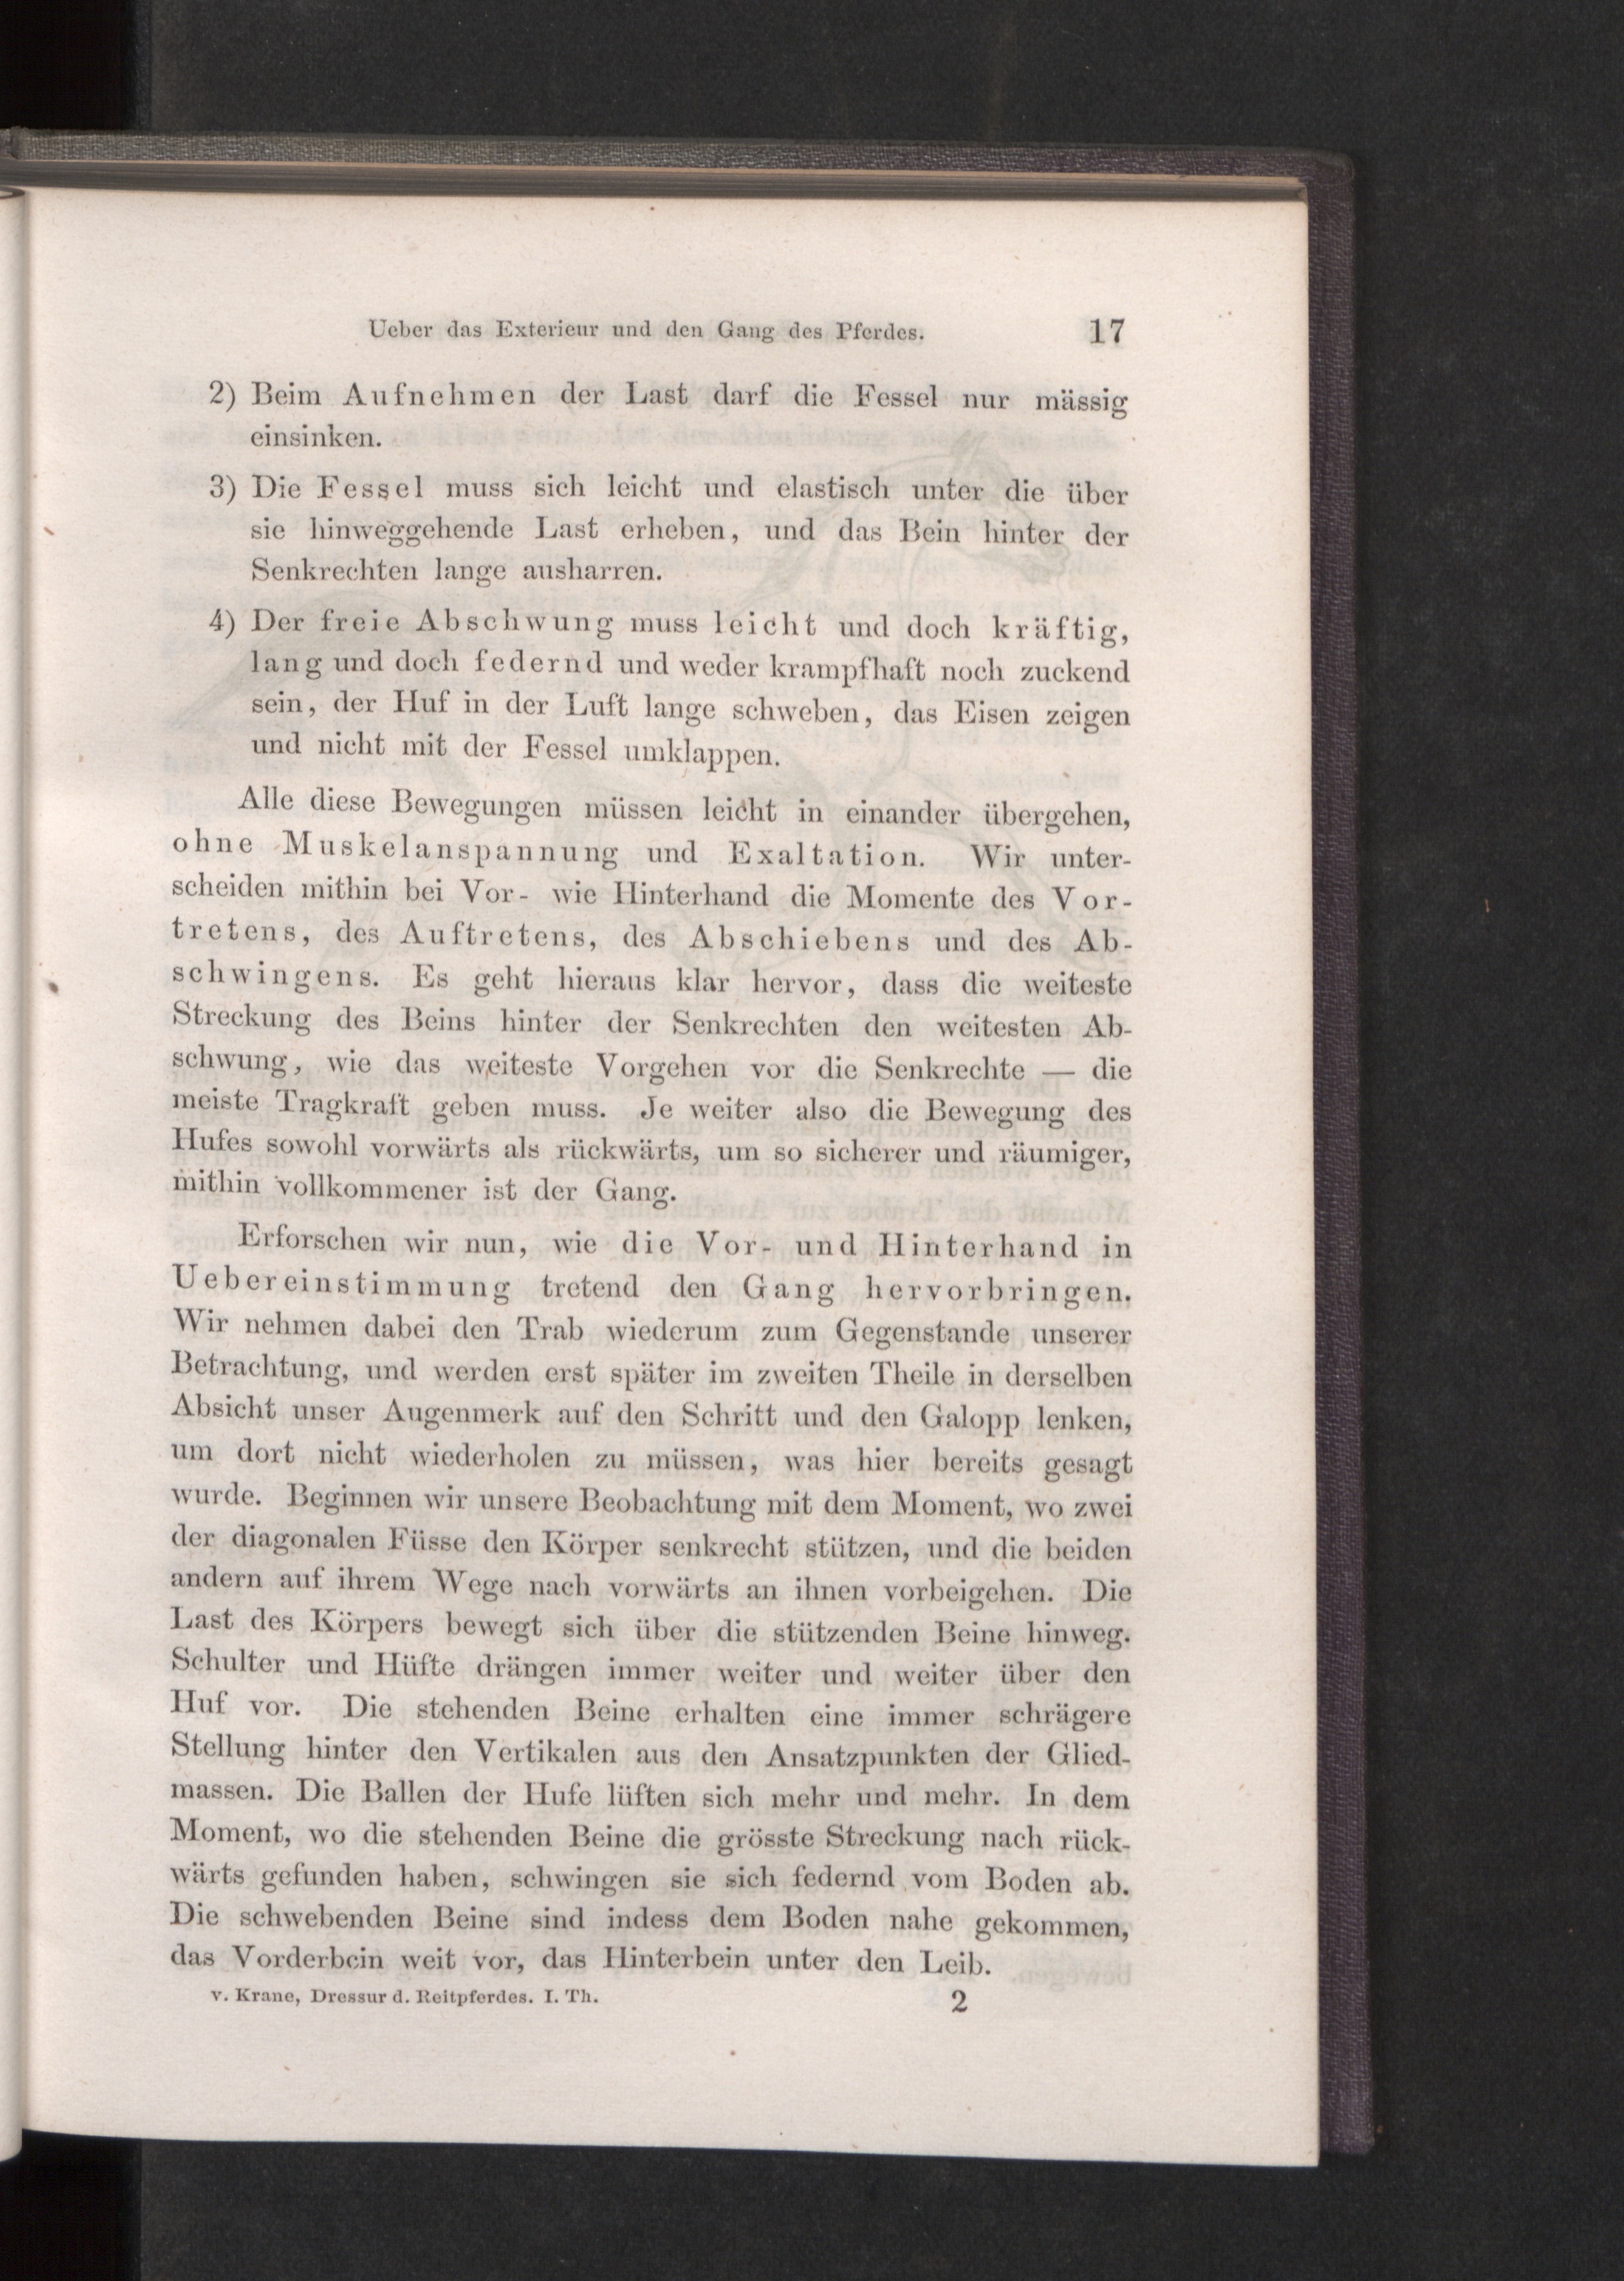 Ueber das Exterieur und den Gang des Pferdes. 17
2) Beim Aufnehmen der Last darf die Fessel nur mässig
einsinken.
3) Die Fessel muss sich leicht und elastisch unter die über
sie hinweggehende Last erheben, und das Bein hinter der
Senkrechten lange ausharren.
4) Der freie Abschwung muss leicht und doch kräftig,
lang und doch federnd und weder krampfhaft noch zuckend
sein, der Huf in der Luft lange schweben, das Eisen zeigen
und nicht mit der Fessel umklappen.
Alle diese Bewegungen müssen leicht in einander übergehen,
ohne Muskelanspannung und Exaltation. Wir unter-
scheiden mithin bei Vor- wie Hinterhand die Momente des Vor-
tretens, des Auftretens, des Abschiebens und des Ab-
schwingens. Es geht hieraus klar hervor, dass die weiteste
Streckung des Beins hinter der Senkrechten den weitesten Ab-
schwung, wie das weiteste Vorgehen vor die Senkrechte — die
meiste Tragkraft geben muss. Je weiter also die Bewegung des
Hufes sowohl vorwärts als rückwärts, um so sicherer und räumiger,
mithin vollkommener ist der Gang.
Erforschen wir nun, wie die Vor- und Hinterhand in
Uebereinstimmung tretend den Gang hervorbringen.
Wir nehmen dabei den Trab wiederum zum Gegenstande unserer
Betrachtung, und werden erst später im zweiten Theile in derselben
Absicht unser Augenmerk auf den Schritt und den Galopp lenken,
um dort nicht wiederholen zu müssen, was hier bereits gesagt
wurde. Beginnen wir unsere Beobachtung mit dem Moment, wo zwei
der diagonalen Füsse den Körper senkrecht stützen, und die beiden
andern auf ihrem Wege nach vorwärts an ihnen vorbeigehen. Die
Last des Körpers bewegt sich über die stützenden Beine hinweg.
Schulter und Hüfte drängen immer weiter und weiter über den
Huf vor. Die stehenden Beine erhalten eine immer schrägere
Stellung hinter den Vertikalen aus den Ansatzpunkten der Glied-
massen. Die Ballen der Hufe lüften sich mehr und mehr. In dem
Moment, wo die stehenden Beine die grösste Streckung nach rück-
wärts gefunden haben, schwingen sie sich federnd vom Boden ab.
Die schwebenden Beine sind indess dem Boden nahe gekommen,
das Vorderbein weit vor, das Hinterbein unter den Leib.
v. Krane, Dressur d. Reitpferdes. I. Th. 2